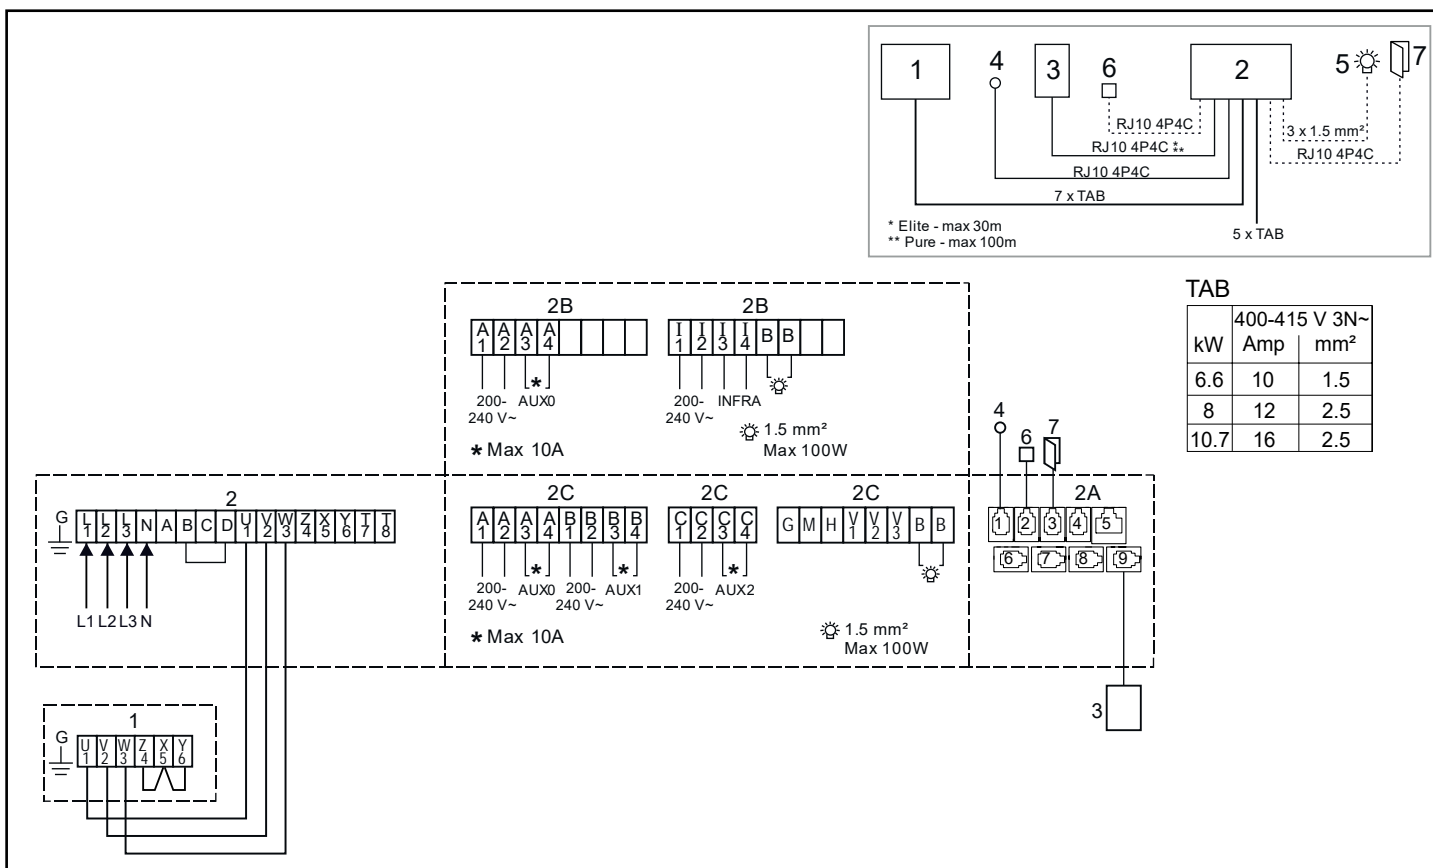 1 4 3 6 2 5 7
RJ10 4P4C
3 x 1.5 mm²
RJ10 4P4C *
**
RJ10 4P4C
RJ10 4P4C
7 x TAB
5 x TAB
* Elite - max 30m
** Pure - max 100m
TAB
400-415 V 3N~
kW Amp mm²
6.6 10 1.5
8 12 2.5
10.7 16 2.5
2B
A1 A2 A3 A4
*
200-240 V~
AUX0
* Max 10A
2B
I1 I2 I3 I4 B B
200-240 V~
INFRA
1.5 mm²
Max 100W
2
G
L1 L2 L3 N A B C D U1 V2 W3 Z4 X5 Y6 T7 T8
L1 L2 L3 N
2C
A1 A2 A3 A4 B1 B2 B3 B4
* *
200-240 V~
AUX0
200-240 V~
AUX1
* Max 10A
2C
C1 C2 C3 C4
*
200-240 V~
AUX2
2C
G M H V1 V2 V3 B B
1.5 mm²
Max 100W
4
6
7
2A
1 2 3 4 5
6 7 8 9
3
1
G
U1 V2 W3 Z4 X5 Y6